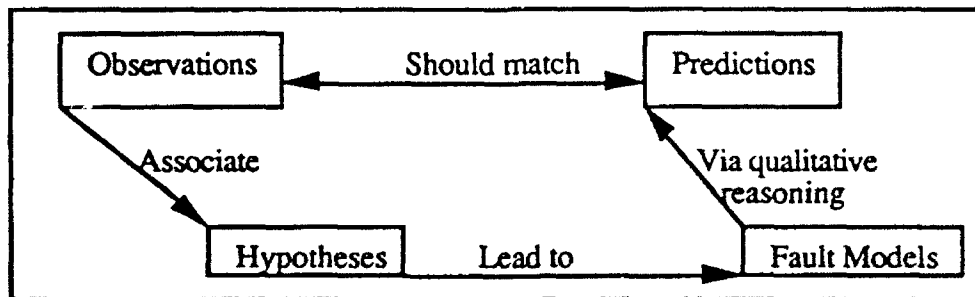 Observations
Should match
Predictions
Associate
Via qualitative
reasoning
Hypotheses
Lead to
Fault Models